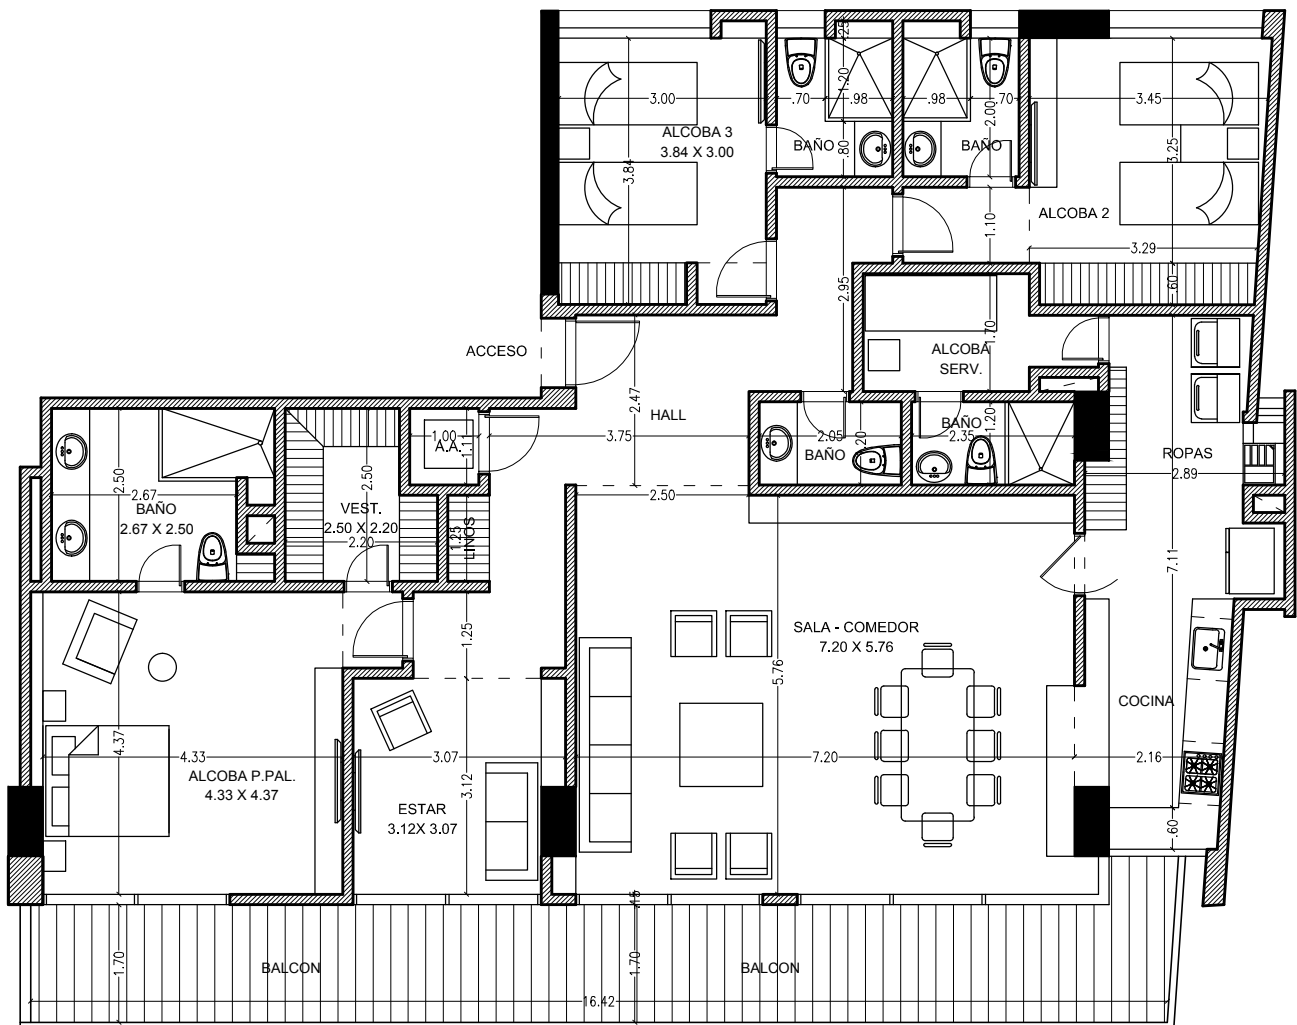 .25
1.20
3.00
.70
.98
.98
.70
3.45
ALCOBA 3
3.84 X 3.00
BAÑO
.80
2.00
BAÑO
3.25
3.84
ALCOBA 2
1.10
3.29
2.95
.60
ACCESO
1.70
ALCOBA
SERV.
2.47
HALL
1.00
A.A.
1.11
3.75
2.05
BAÑO
.20
BAÑO
1.20
2.35
ROPAS
2.89
2.50
2.67
BAÑO
2.67 X 2.50
2.50
VEST.
2.50 X 2.20
2.20
1.25
LINOS
2.50
7.11
1.25
SALA - COMEDOR
7.20 X 5.76
5.76
COCINA
4.37
4.33
ALCOBA P.PAL.
4.33 X 4.37
3.07
3.12
ESTAR
3.12X 3.07
7.20
2.16
.60
1.70
BALCON
1.70
BALCON
16.42